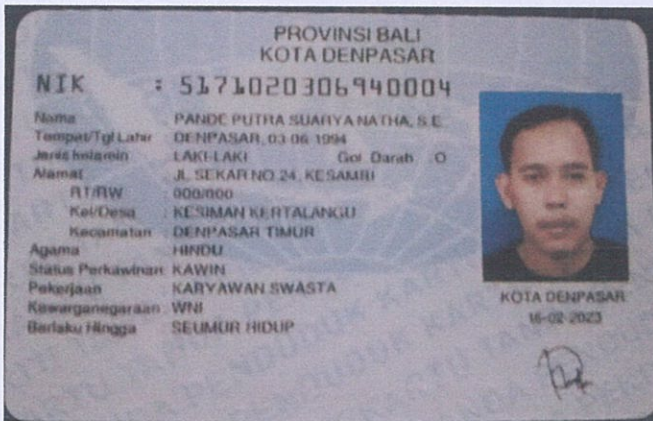 PROVINSI BALI
KOTA DENPASAR
NIK : 5171020306940004
Nama : PANDE PUTRA SUARYA NATHA, S.E
Tempat/Tgl Lahir : DENPASAR, 03-06-1994
Jenis kelamin : LAKI-LAKI Gol. Darah : O
Alamat : JL SEKAR NO 24, KESAMBI
RT/RW : 000/000
Kel/Desa : KESIMAN KERTALANGU
Kecamatan : DENPASAR TIMUR
Agama : HINDU
Status Perkawinan: KAWIN
Pekerjaan : KARYAWAN SWASTA
Kewarganegaraan: WNI
Berlaku Hingga : SEUMUR HIDUP
KOTA DENPASAR
16-02-2023